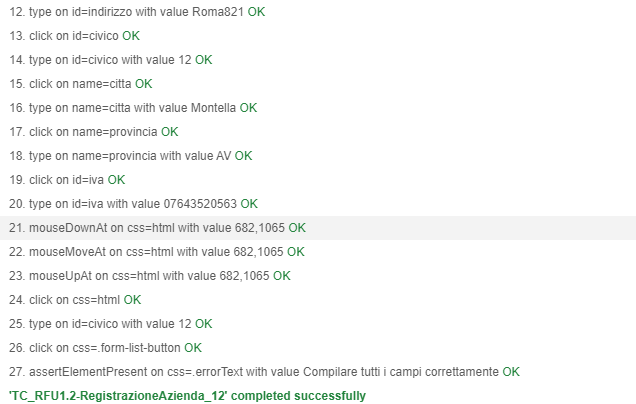 12. type on id=indirizzo with value Roma821 OK
13. click on id=civico OK
14. type on id=civico with value 12 OK
15. click on name=citta OK
16. type on name=citta with value Montella OK
17. click on name=provincia OK
18. type on name=provincia with value AV OK
19. click on id=iva OK
20. type on id=iva with value 07643520563 OK
21. mouseDownAt on css=html with value 682,1065 OK
22. mouseMoveAt on css=html with value 682,1065 OK
23. mouseUpAt on css=html with value 682,1065 OK
24. click on css=html OK
25. type on id=civico with value 12 OK
26. click on css=.form-list-button OK
27. assertElementPresent on css=.errorText with value Compilare tutti i campi correttamente OK
'TC_RFU1.2-RegistrazioneAzienda_12' completed successfully